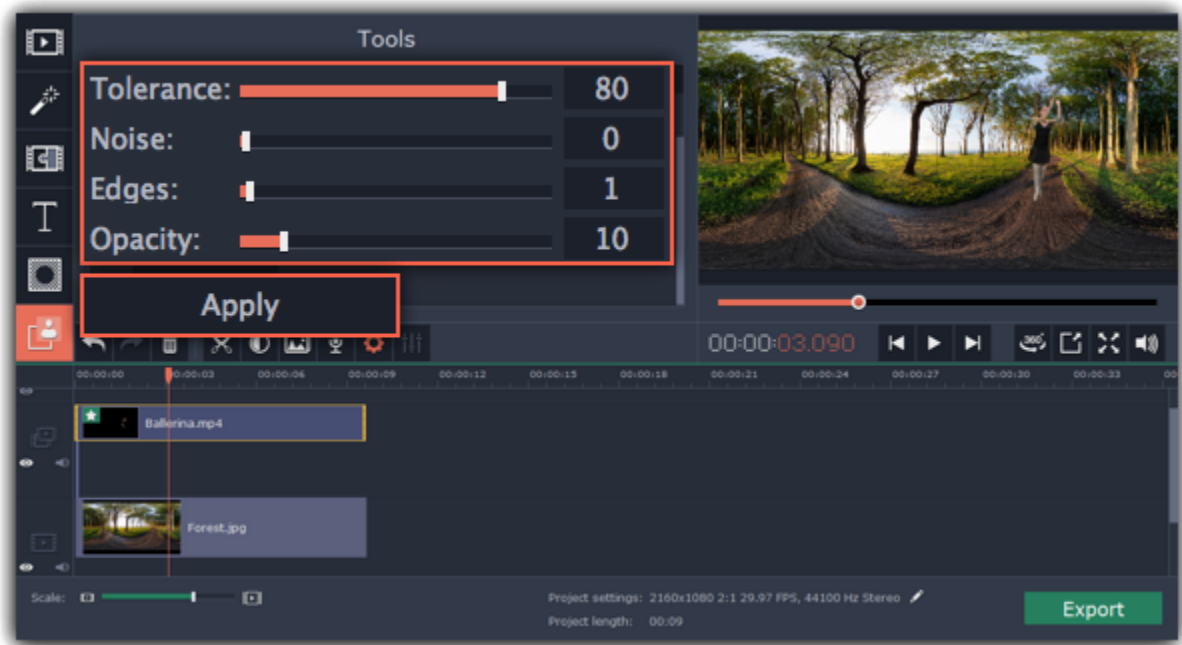 Tools
Tolerance: 80
Noise: 0
Edges: 1
Opacity: 10
Apply
T
00:00:03.090
360°
00:00:00 00:00:03 00:00:06 00:00:09 00:00:12 00:00:15 00:00:18 00:00:21 00:00:24 00:00:27 00:00:30 00:00:33 00
Ballerina.mp4
Forest.jpg
Scale:
Project settings: 2160x1080 2:1 29.97 FPS, 44100 Hz Stereo
Project length: 00:09
Export